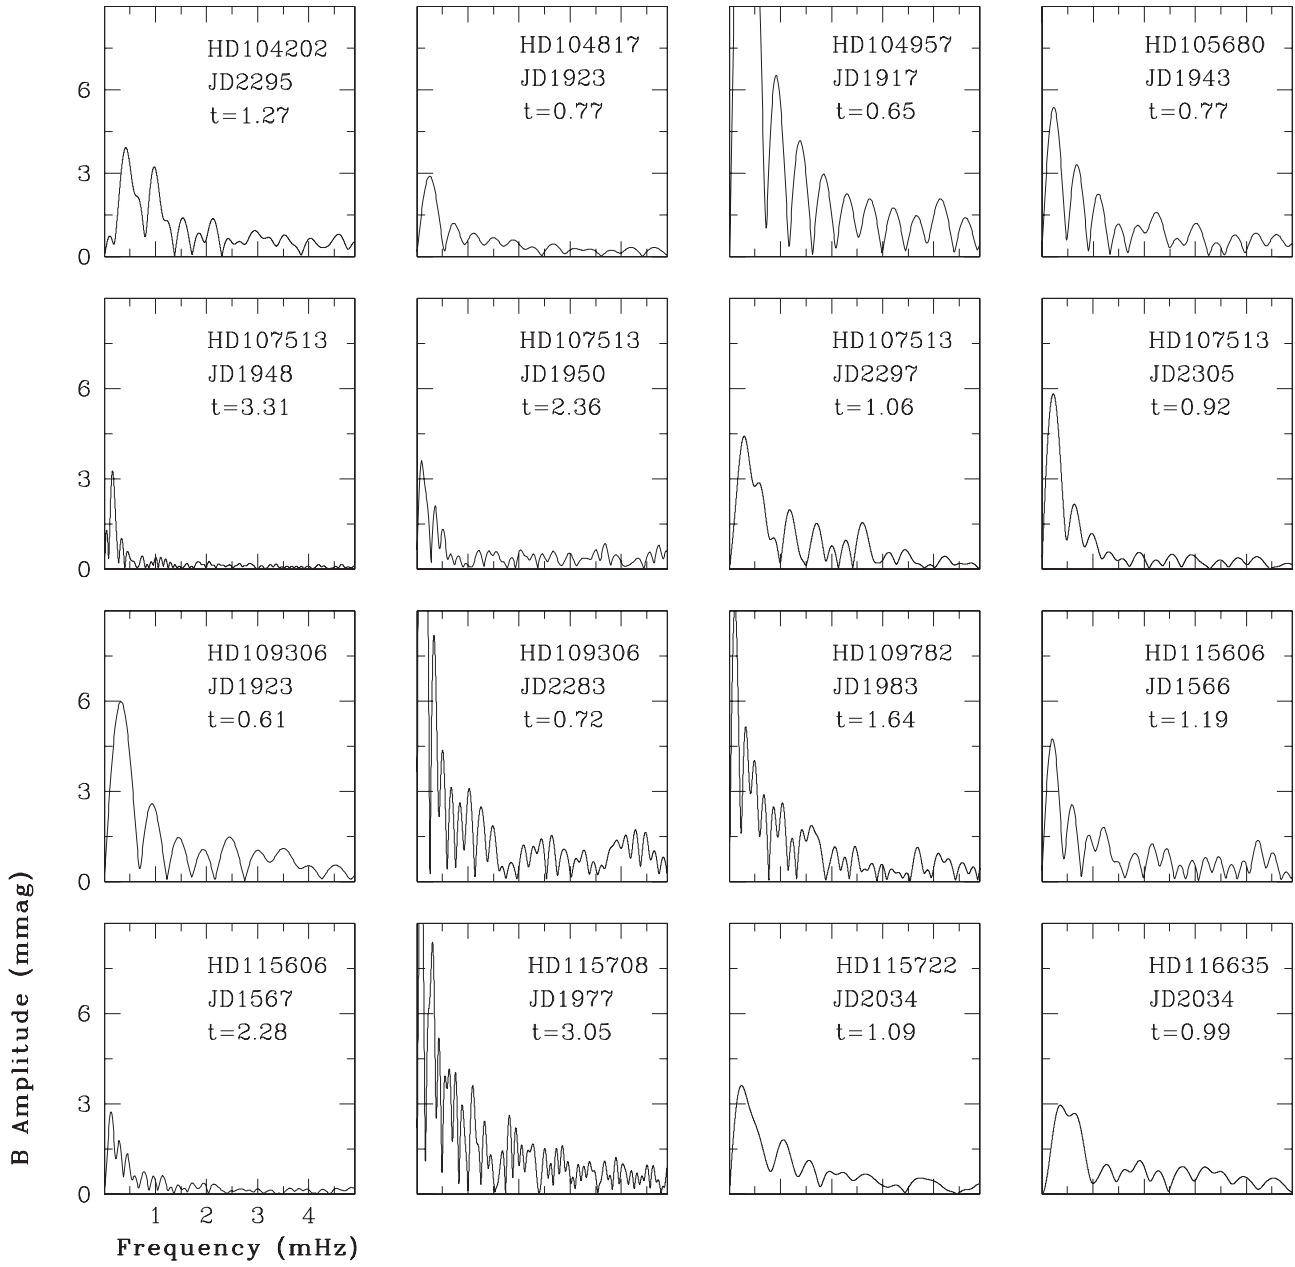 HD104202
JD2295
t=1.27
HD104817
JD1923
t=0.77
HD104957
JD1917
t=0.65
HD105680
JD1943
t=0.77
6
3
0
HD107513
JD1948
t=3.31
HD107513
JD1950
t=2.36
HD107513
JD2297
t=1.06
HD107513
JD2305
t=0.92
6
3
0
HD109306
JD1923
t=0.61
HD109306
JD2283
t=0.72
HD109782
JD1983
t=1.64
HD115606
JD1566
t=1.19
6
3
0
HD115606
JD1567
t=2.28
HD115708
JD1977
t=3.05
HD115722
JD2034
t=1.09
HD116635
JD2034
t=0.99
6
3
0
1 2 3 4
Frequency (mHz)
B Amplitude (mmag)